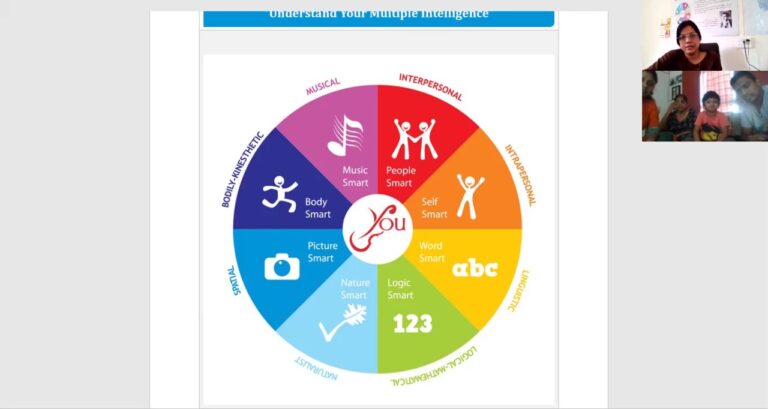 Understand Your Multiple Intelligence
MUSICAL
INTERPERSONAL
BODILY-KINESTHETIC
INTRAPERSONAL
Music
Smart
People
Smart
Body
Smart
Self
Smart
You
Picture
Smart
Word
Smart
abc
Nature
Smart
Logic
Smart
123
SPATIAL
LINGUISTIC
NATURALIST
LOGICAL-MATHEMATICAL